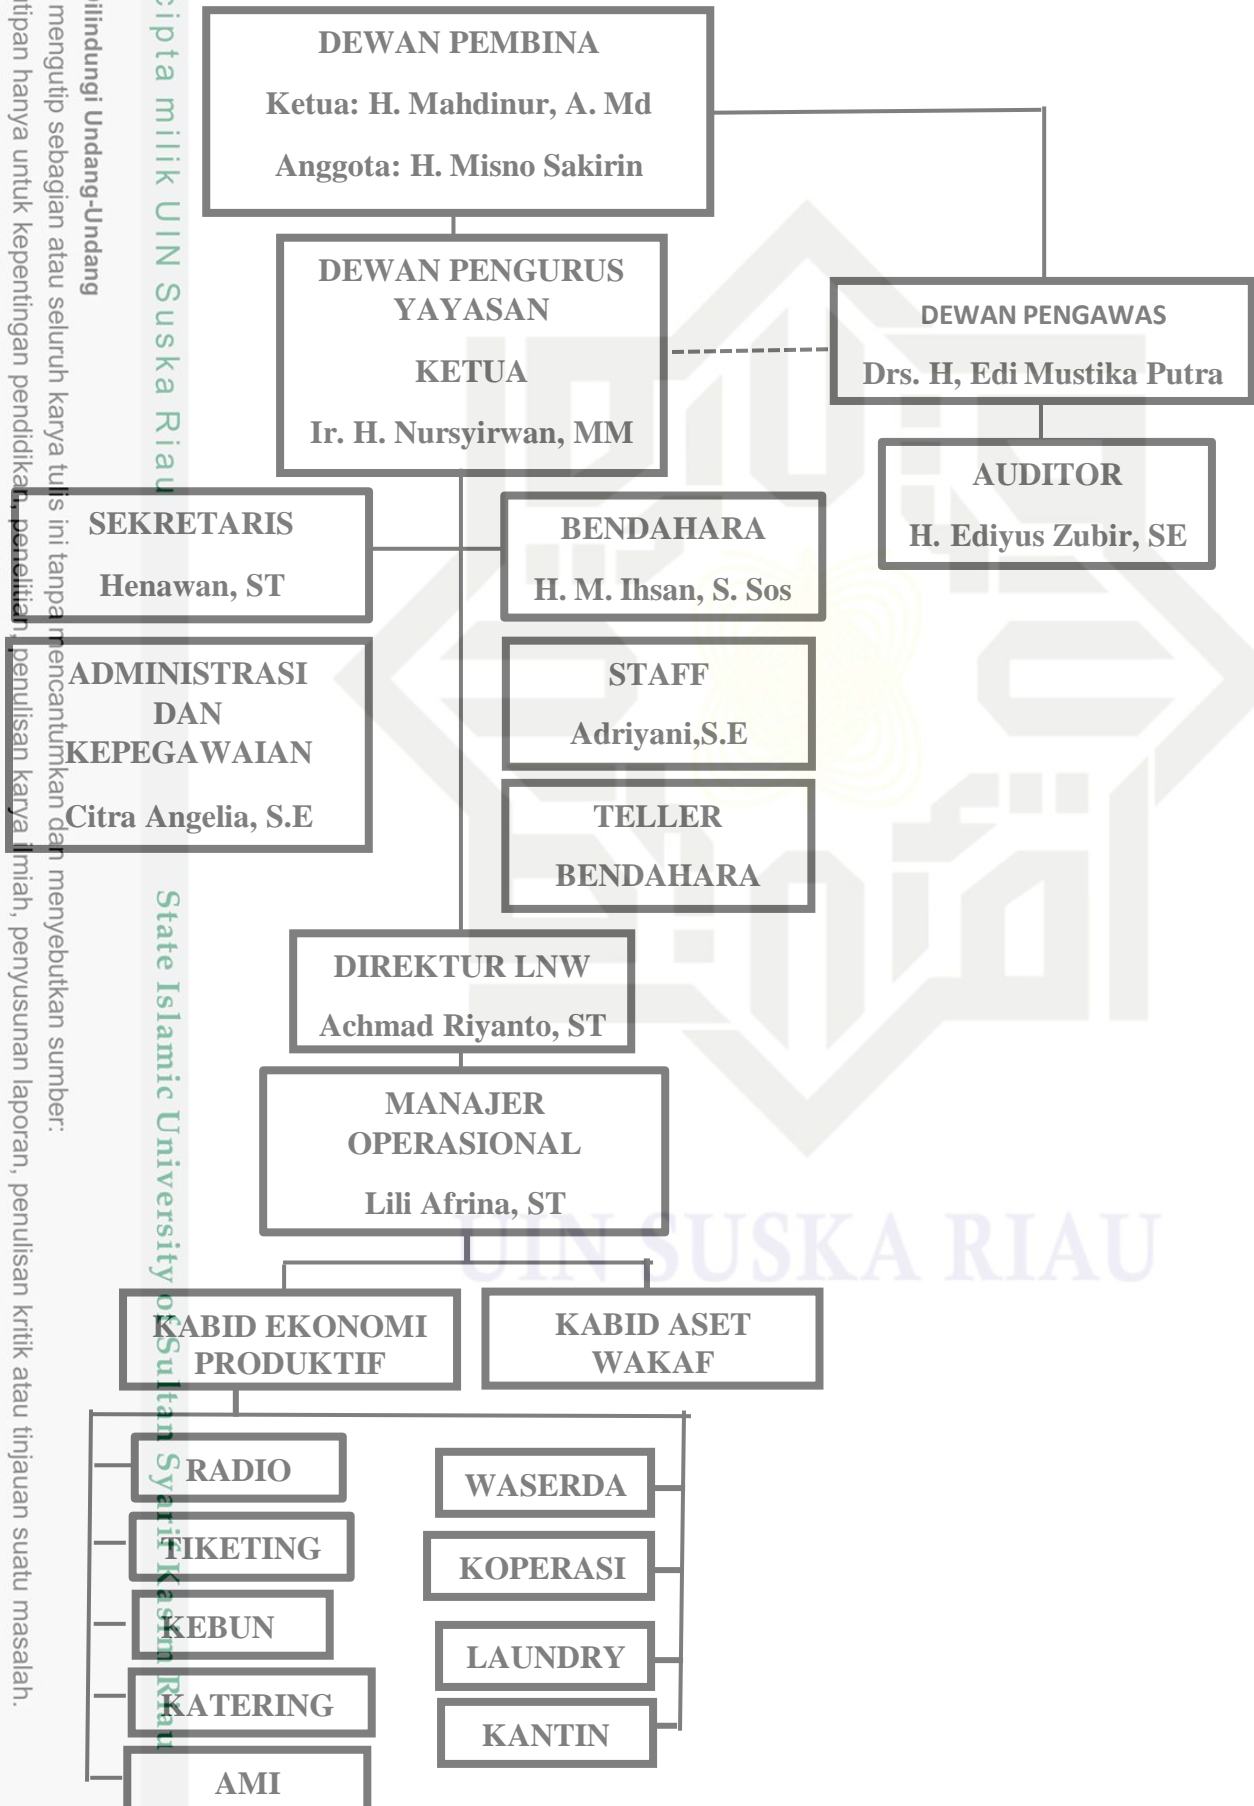 DEWAN PEMBINA
Ketua: H. Mahdinur, A. Md
Anggota: H. Misno Sakirin
DEWAN PENGURUS
YAYASAN
KETUA
Ir. H. Nursyirwan, MM
DEWAN PENGAWAS
Drs. H, Edi Mustika Putra
AUDITOR
H. Ediyus Zubir, SE
SEKRETARIS
Henawan, ST
BENDAHARA
H. M. Ihsan, S. Sos
ADMINISTRASI
DAN
KEPEGAWAIAN
Citra Angelia, S.E
STAFF
Adriyani,S.E
TELLER
BENDAHARA
DIREKTUR LNW
Achmad Riyanto, ST
MANAJER
OPERASIONAL
Lili Afrina, ST
KABID EKONOMI
PRODUKTIF
KABID ASET
WAKAF
RADIO
TIKETING
KEBUN
KATERING
AMI
WASERDA
KOPERASI
LAUNDRY
KANTIN
UIN SUSKA RIAU
cipta milik UIN Suska Riau
State Islamic University of Sultan Syarif Kasim Riau
Dilindungi Undang-Undang
mengutip sebagian atau seluruh karya tulis ini tanpa mencantumkan dan menyebutkan sumber:
hanya untuk kepentingan pendidikan, penelitian, penulisan karya ilmiah, penyusunan laporan, penulisan kritik atau tinjauan suatu masalah.